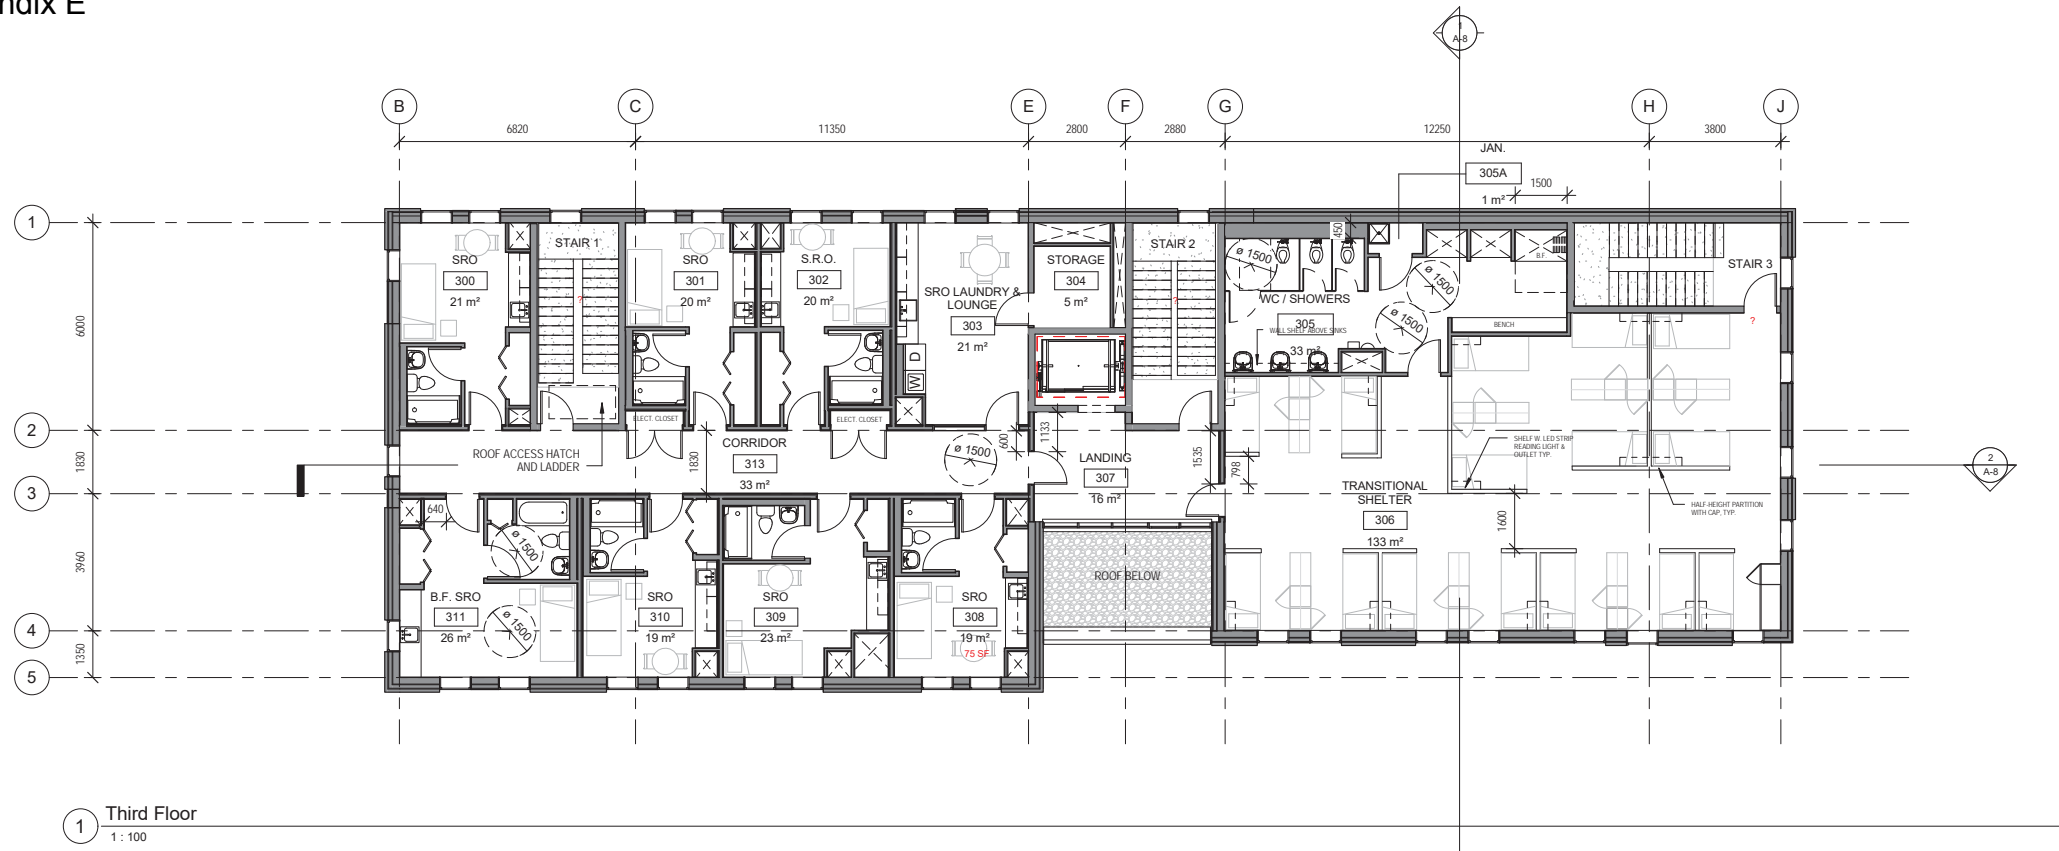 ndix E
1
A-8
B
C
E
F
G
H
J
6820
11350
2800
2880
12250
3800
JAN.
305A
1 m²
1500
1
2
3
4
5
6000
1830
3960
1350
SRO
300
21 m²
STAIR 1
?
SRO
301
20 m²
S.R.O.
302
20 m²
SRO LAUNDRY &
LOUNGE
303
21 m²
D
W
STORAGE
304
5 m²
STAIR 2
?
ø 1500
450
WC / SHOWERS
305
WALL SHELF ABOVE SINKS
33 m²
ø 1500
ø 1500
B.F.
BENCH
STAIR 3
?
ELECT. CLOSET
ELECT. CLOSET
ROOF ACCESS HATCH
AND LADDER
1830
CORRIDOR
313
33 m²
ø 1500
600
1133
LANDING
307
16 m²
1535
798
TRANSITIONAL
SHELTER
306
133 m²
SHELF W. LED STRIP
READING LIGHT &
OUTLET TYP.
1600
HALF-HEIGHT PARTITION
WITH CAP, TYP.
2
A-8
640
ø 1500
B.F. SRO
311
26 m²
ø 1500
SRO
310
19 m²
SRO
309
23 m²
SRO
308
19 m²
75 SF
ROOF BELOW
1
Third Floor
1 : 100